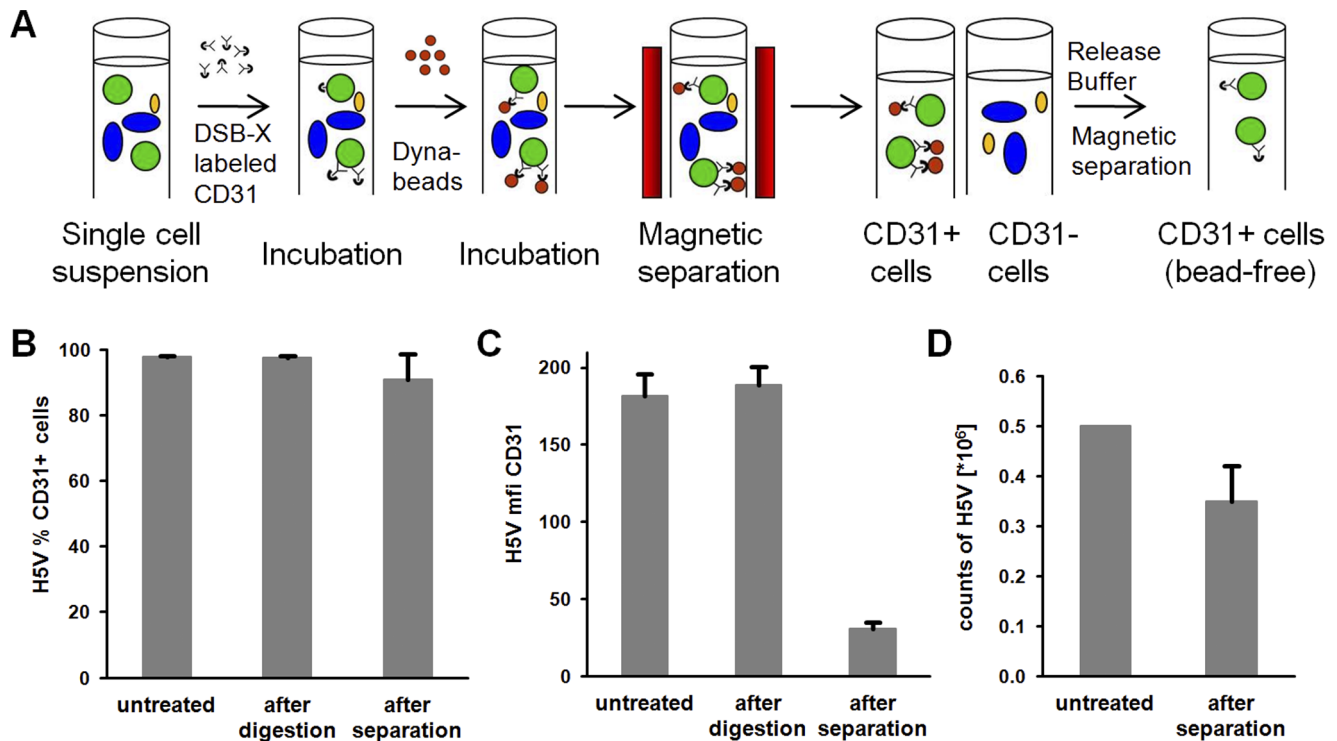 A
DSB-X
labeled
CD31
Dyna-
beads
Release
Buffer
Magnetic
separation
Single cell
suspension
Incubation
Incubation
Magnetic
separation
CD31+
cells
CD31-
cells
CD31+ cells
(bead-free)
B
H5V % CD31+ cells
100
80
60
40
20
0
untreated
after
digestion
after
separation
C
H5V mfi CD31
200
150
100
50
0
untreated
after
digestion
after
separation
D
counts of H5V [*10⁶]
0.6
0.5
0.4
0.3
0.2
0.1
0.0
untreated
after
separation